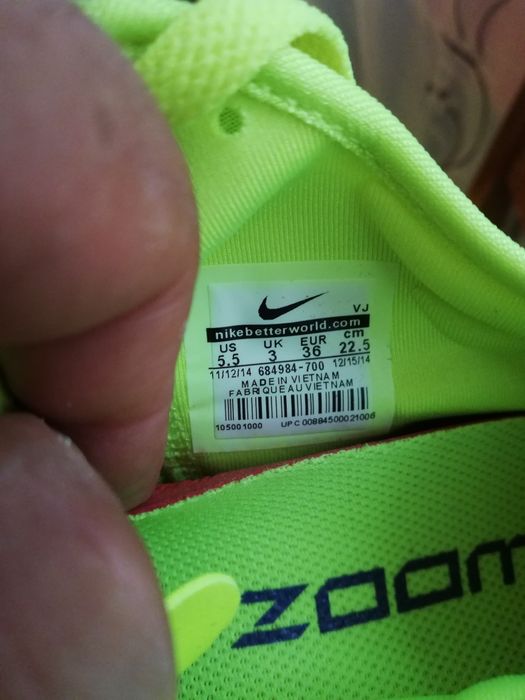 VJ
nikebetterworld.com
US UK EUR cm
5.5 3 36 22.5
11/12/14 684984-700 12/15/14
MADE IN VIETNAM
FABRIQUE AU VIETNAM
105001000 UPC 00884500021006
ZOOM